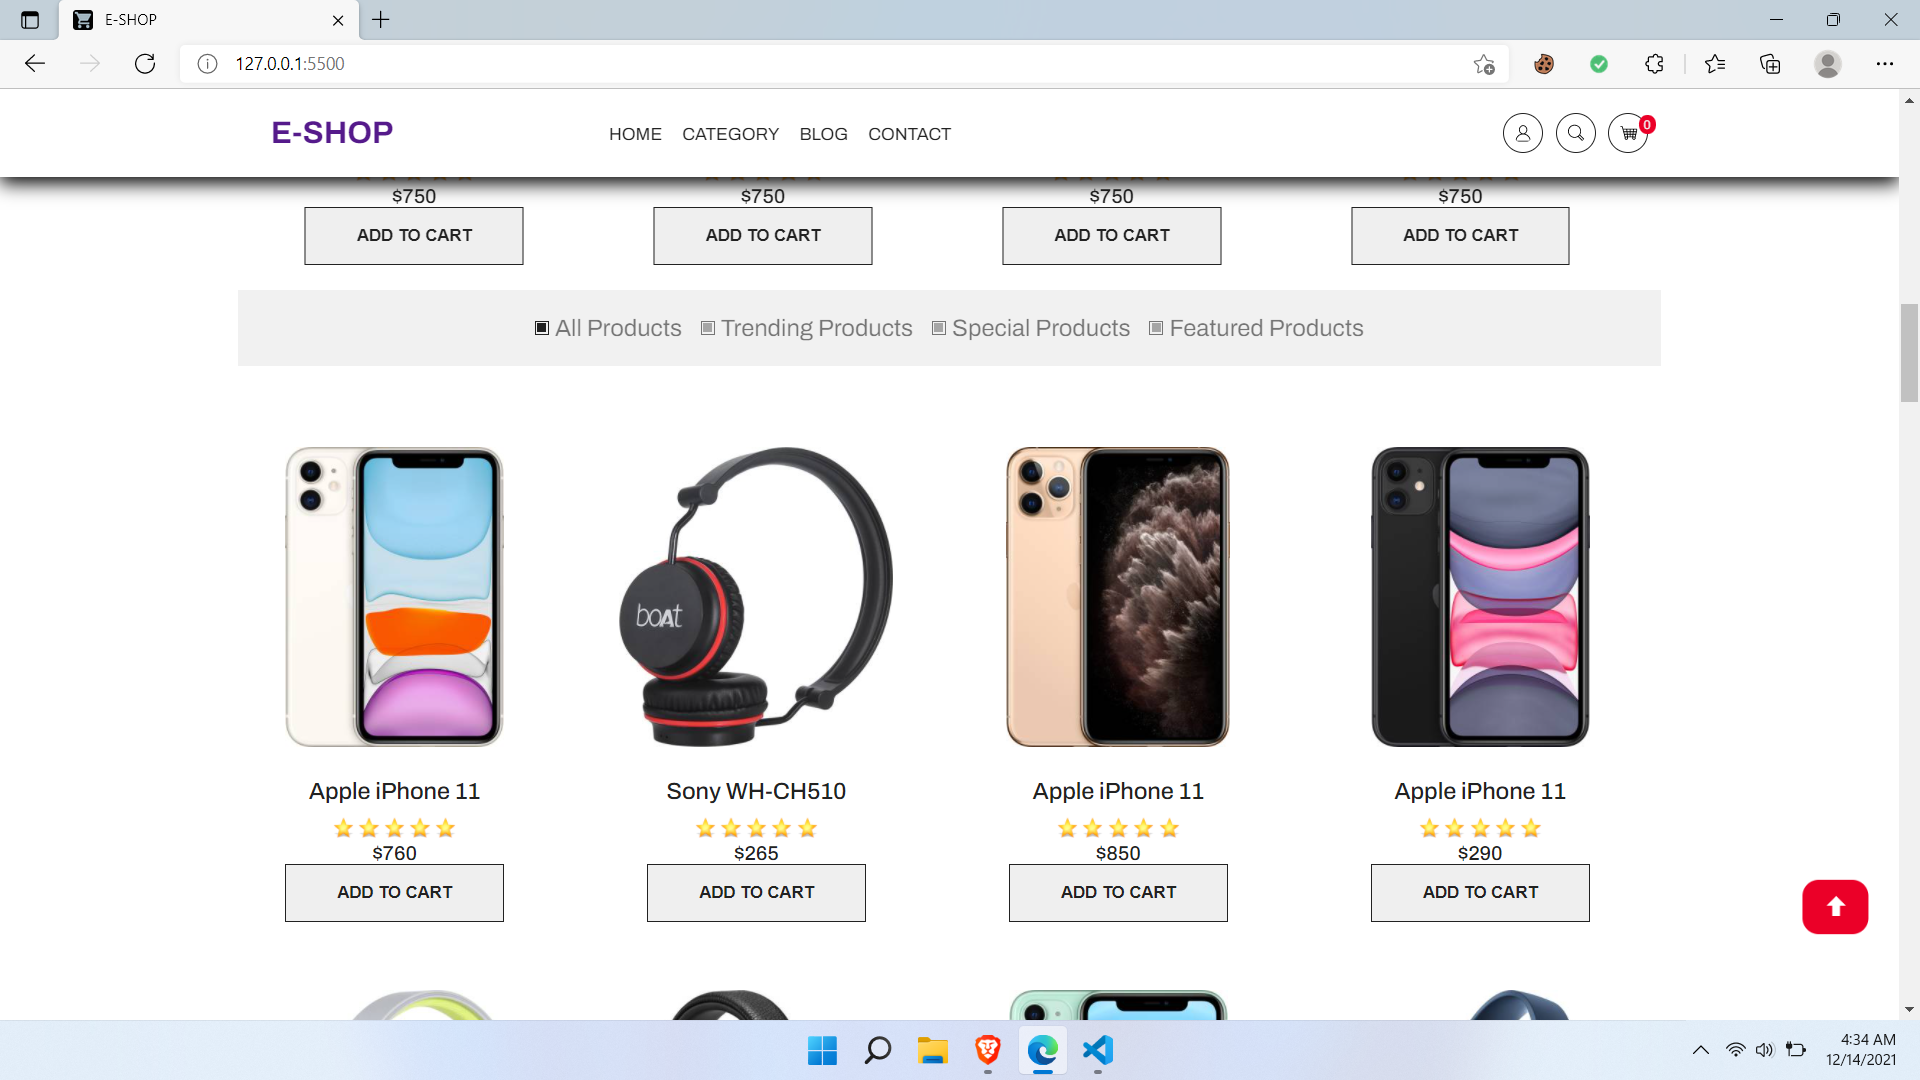 E-SHOP
127.0.0.1:5500
E-SHOP
HOME CATEGORY BLOG CONTACT
0
$750 $750 $750 $750
ADD TO CART ADD TO CART ADD TO CART ADD TO CART
All Products Trending Products Special Products Featured Products
boAt
Apple iPhone 11 Sony WH-CH510 Apple iPhone 11 Apple iPhone 11
$760 $265 $850 $290
ADD TO CART ADD TO CART ADD TO CART ADD TO CART
4:34 AM
12/14/2021